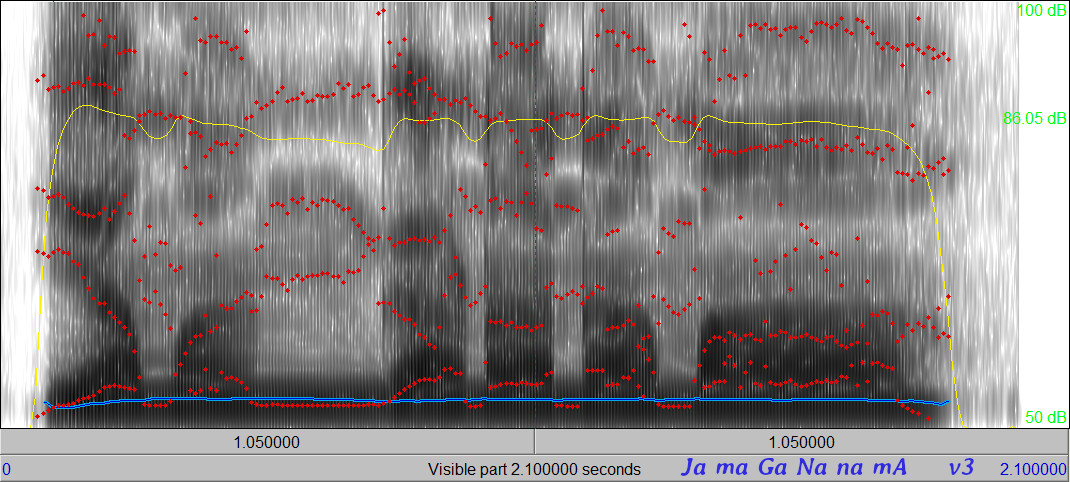 100 dB
86.05 dB
50 dB
1.050000 1.050000
0 Visible part 2.100000 seconds Ja ma Ga Na na mA v3 2.100000